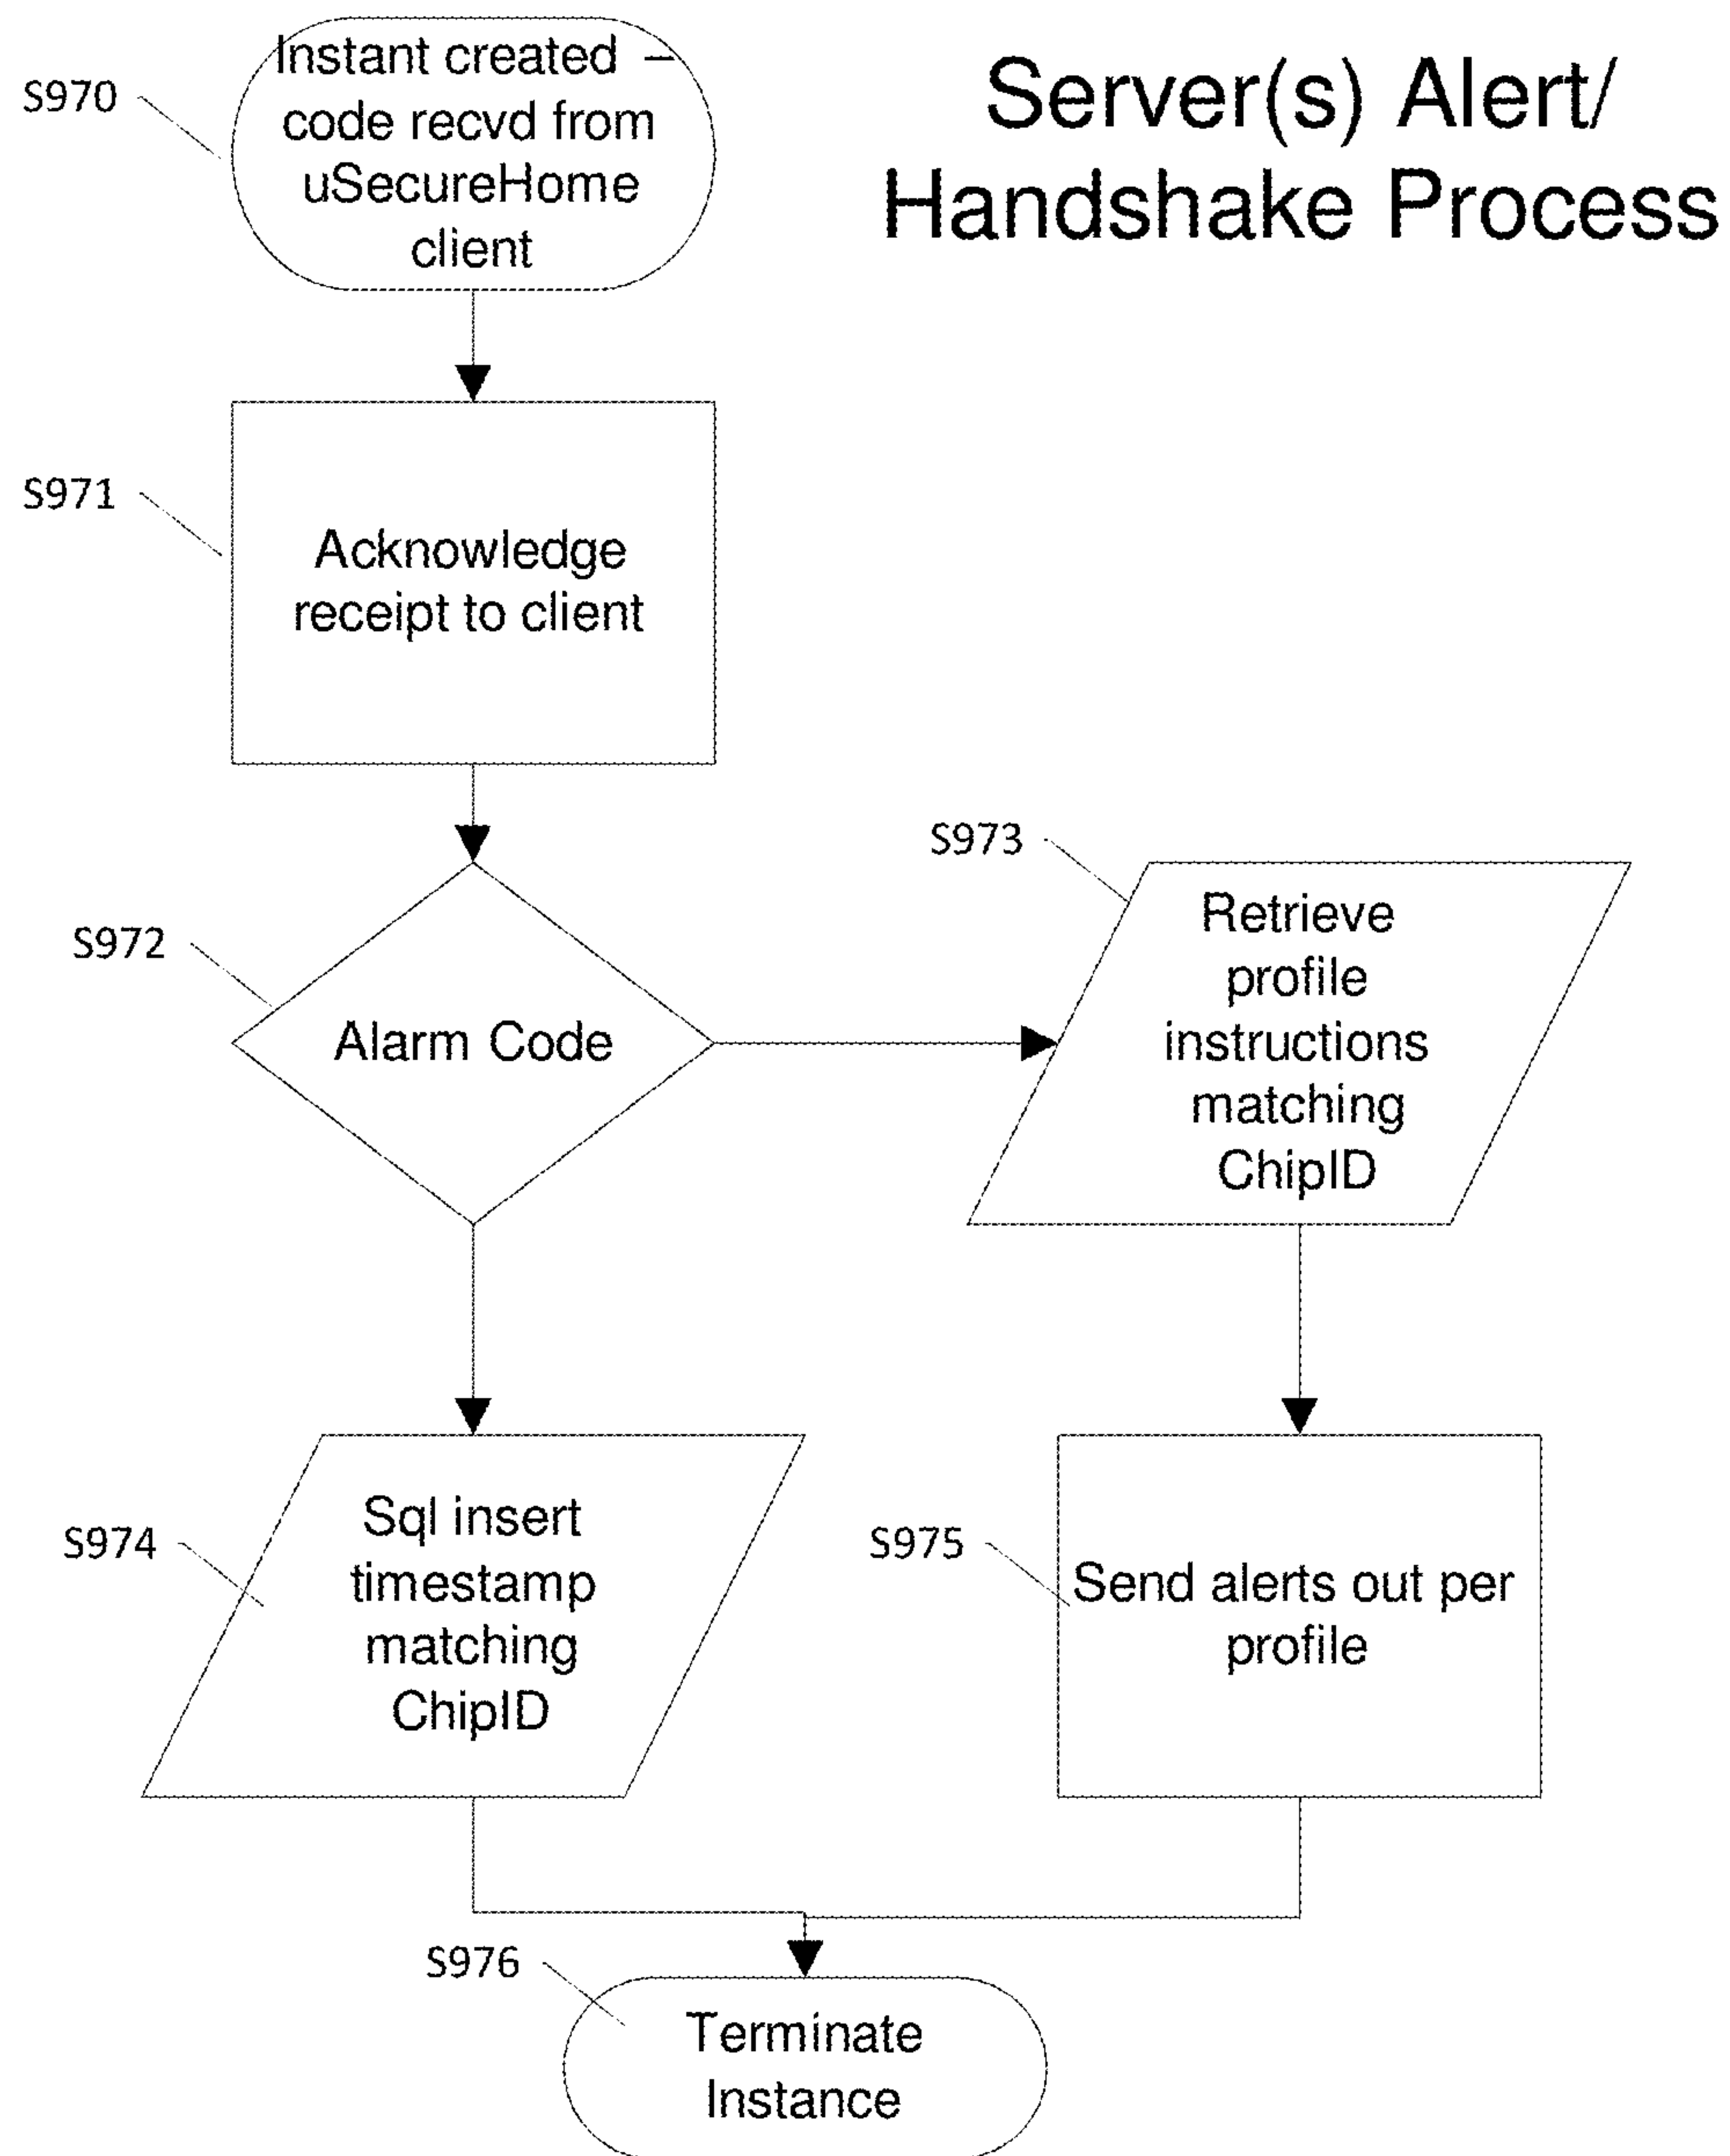 Server(s) Alert/
Handshake Process
S970
Instant created –
code recvd from
uSecureHome
client
S971
Acknowledge
receipt to client
S972
Alarm Code
S973
Retrieve
profile
instructions
matching
ChipID
S974
Sql insert
timestamp
matching
ChipID
S975
Send alerts out per
profile
S976
Terminate
Instance